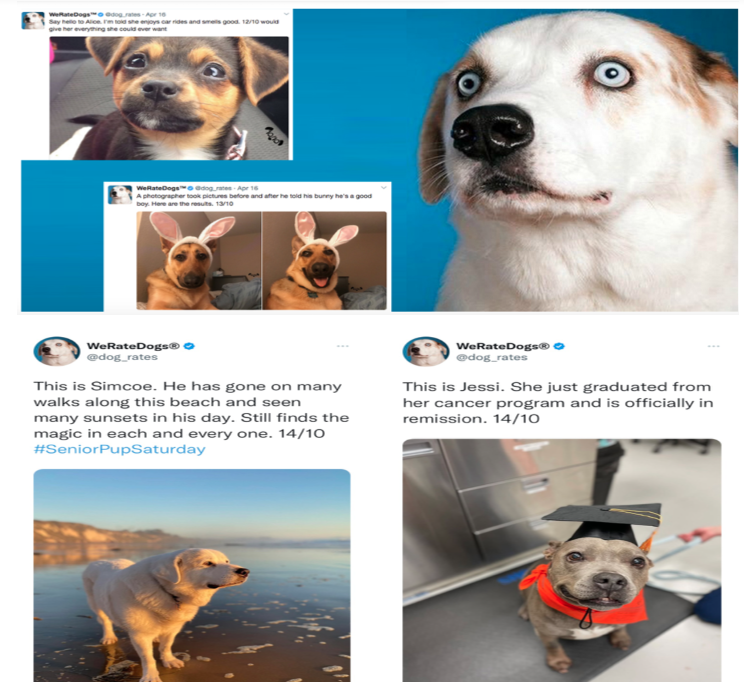 WeRateDogs™ @dog_rates · Apr 16
Say hello to Alice. I'm told she enjoys car rides and smells good. 12/10 would
give her everything she could ever want
WeRateDogs™ @dog_rates · Apr 16
A photographer took pictures before and after he told his bunny he's a good
boy. Here are the results. 13/10
WeRateDogs®
@dog_rates
This is Simcoe. He has gone on many
walks along this beach and seen
many sunsets in his day. Still finds the
magic in each and every one. 14/10
#SeniorPupSaturday
WeRateDogs®
@dog_rates
This is Jessi. She just graduated from
her cancer program and is officially in
remission. 14/10